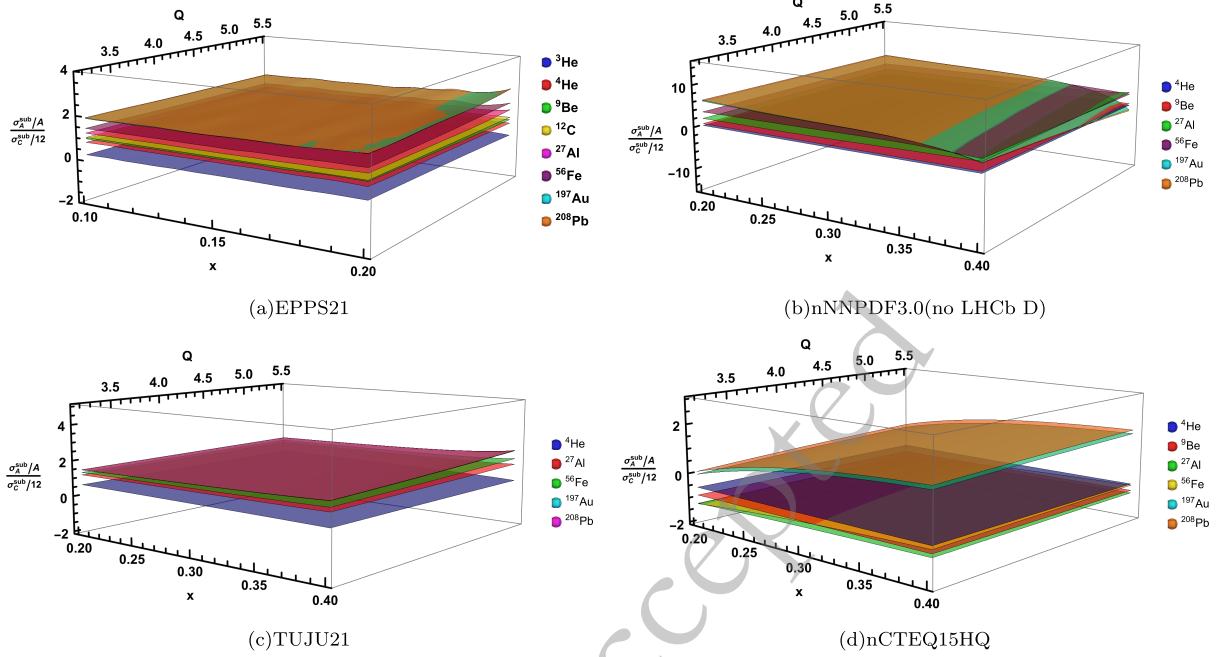 Q
3.5 4.0 4.5 5.0 5.5
4
2
0
−2
σ_A^sub/A
σ_C^sub/12
0.10 0.15 0.20
x
³He
⁴He
⁹Be
¹²C
²⁷Al
⁵⁶Fe
¹⁹⁷Au
²⁰⁸Pb
(a)EPPS21
Q
3.5 4.0 4.5 5.0 5.5
10
0
−10
σ_A^sub/A
σ_C^sub/12
0.20 0.25 0.30 0.35 0.40
x
⁴He
⁹Be
²⁷Al
⁵⁶Fe
¹⁹⁷Au
²⁰⁸Pb
(b)nNNPDF3.0(no LHCb D)
Q
3.5 4.0 4.5 5.0 5.5
4
2
0
−2
σ_A^sub/A
σ_C^sub/12
0.20 0.25 0.30 0.35 0.40
x
⁴He
²⁷Al
⁵⁶Fe
¹⁹⁷Au
²⁰⁸Pb
(c)TUJU21
Q
3.5 4.0 4.5 5.0 5.5
2
0
−2
σ_A^sub/A
σ_C^sub/12
0.20 0.25 0.30 0.35 0.40
x
⁴He
⁹Be
²⁷Al
⁵⁶Fe
¹⁹⁷Au
²⁰⁸Pb
(d)nCTEQ15HQ
ccepted